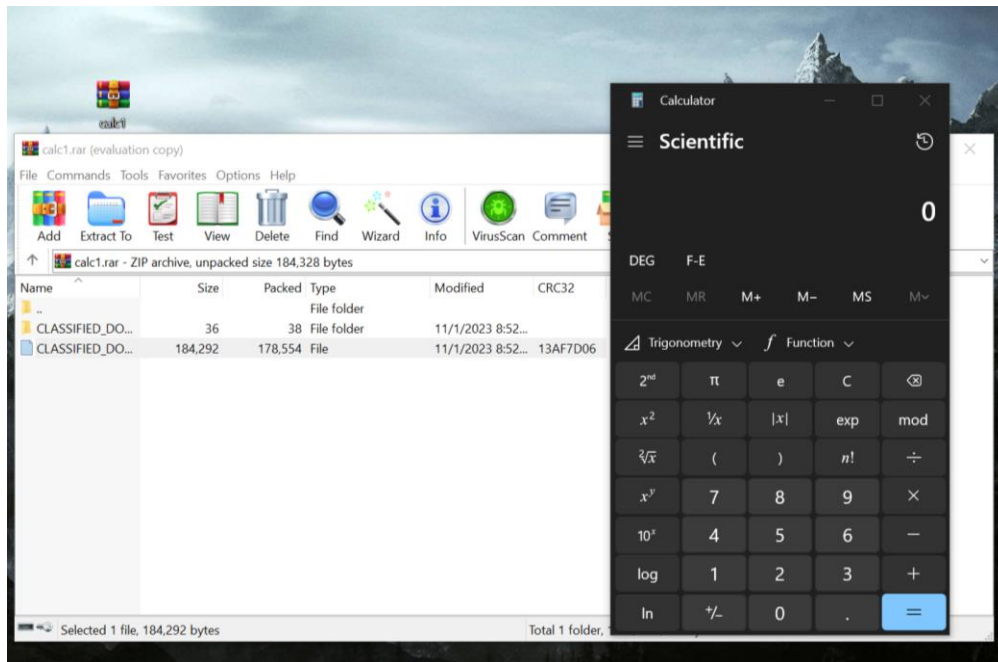 calc1
calc1.rar (evaluation copy)
File Commands Tools Favorites Options Help
Add Extract To Test View Delete Find Wizard Info VirusScan Comment
calc1.rar - ZIP archive, unpacked size 184,328 bytes
Name Size Packed Type Modified CRC32
.. File folder
CLASSIFIED_DO... 36 38 File folder 11/1/2023 8:52...
CLASSIFIED_DO... 184,292 178,554 File 11/1/2023 8:52... 13AF7D06
Selected 1 file, 184,292 bytes
Total 1 folder,
Calculator
Scientific
0
DEG F-E
MC MR M+ M− MS M
Trigonometry f Function
2ⁿᵈ π e C
x² ¹/x |x| exp mod
²√x ( ) n! ÷
xʸ 7 8 9 ×
10ˣ 4 5 6 −
log 1 2 3 +
ln +/− 0 . =